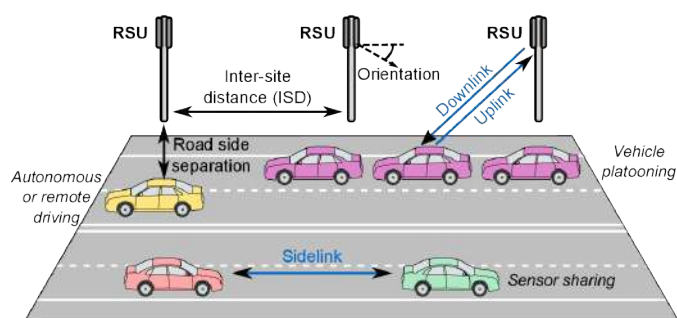 RSU
RSU
RSU
Inter-site
distance (ISD)
Orientation
Downlink
Uplink
Road side
separation
Vehicle
platooning
Autonomous
or remote
driving
Sidelink
Sensor sharing